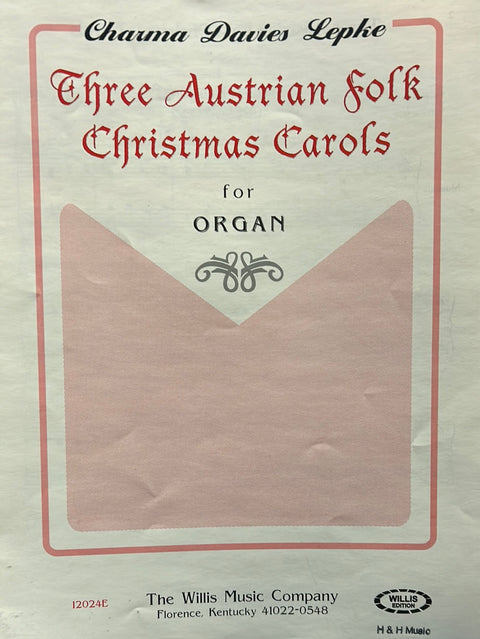 Charma Davies Lepke
Three Austrian Folk
Christmas Carols
for
ORGAN
12024E
The Willis Music Company
Florence, Kentucky 41022-0548
WILLIS
EDITION
H & H Music